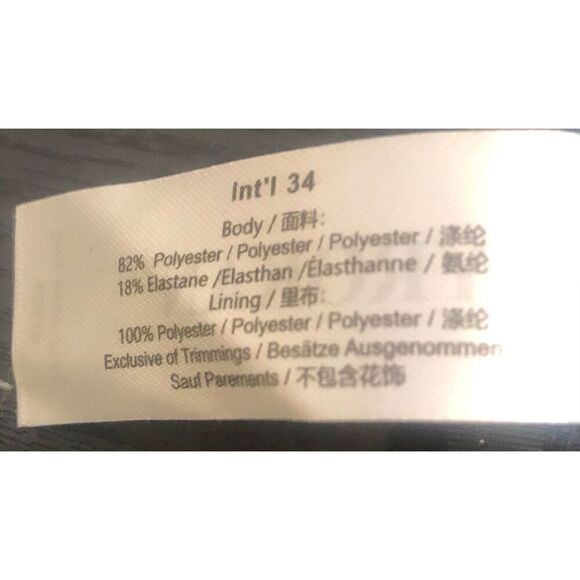 Int'l 34
Body / 面料:
82% Polyester / Polyester / Polyester / 涤纶
18% Elastane /Elasthan /Élasthanne / 氨纶
Lining / 里布:
100% Polyester / Polyester / Polyester / 涤纶
Exclusive of Trimmings / Besätze Ausgenommen
Sauf Parements / 不包含花饰